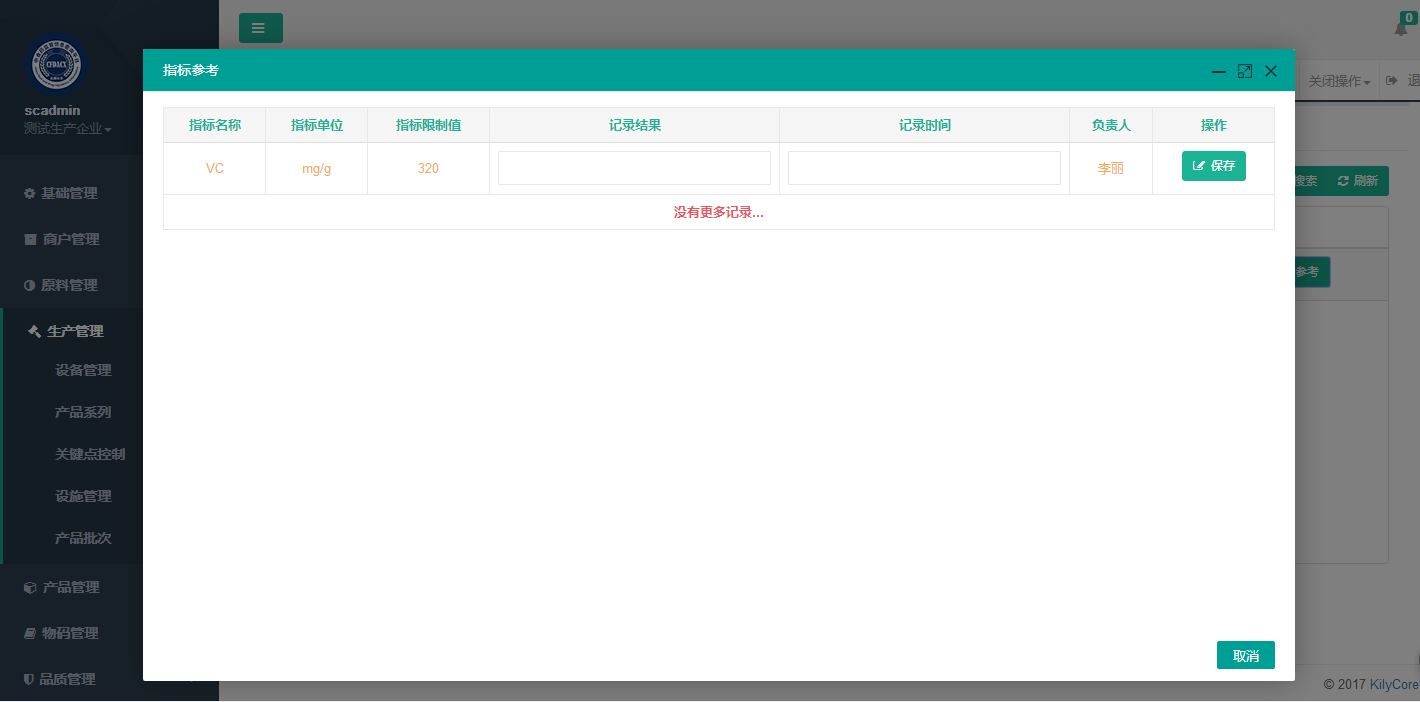 0
CFDACX
scadmin
测试生产企业
指标参考
关闭操作
退
指标名称 指标单位 指标限制值 记录结果 记录时间 负责人 操作
VC mg/g 320 李丽 保存
没有更多记录...
搜索 刷新
参考
基础管理
商户管理
原料管理
生产管理
设备管理
产品系列
关键点控制
设施管理
产品批次
产品管理
物码管理
品质管理
取消
© 2017 KilyCore